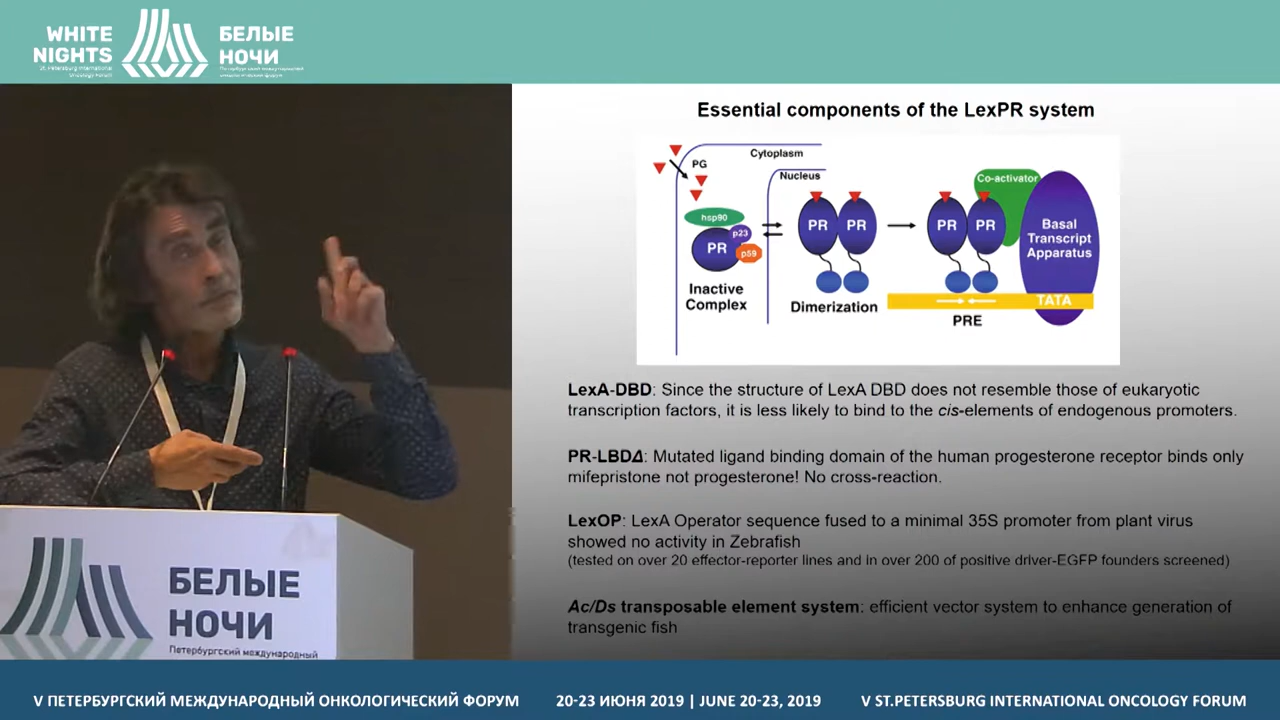 WHITE
NIGHTS
St. Petersburg International
Oncology Forum
БЕЛЫЕ
НОЧИ
Петербургский международный
онкологический форум
Essential components of the LexPR system
Cytoplasm
PG
Nucleus
Co-activator
hsp90
p23
PR
p59
PR PR
PR PR
Basal
Transcript
Apparatus
Inactive
Complex
Dimerization
TATA
PRE
LexA-DBD: Since the structure of LexA DBD does not resemble those of eukaryotic
transcription factors, it is less likely to bind to the cis-elements of endogenous promoters.
PR-LBDΔ: Mutated ligand binding domain of the human progesterone receptor binds only
mifepristone not progesterone! No cross-reaction.
LexOP: LexA Operator sequence fused to a minimal 35S promoter from plant virus
showed no activity in Zebrafish
(tested on over 20 effector-reporter lines and in over 200 of positive driver-EGFP founders screened)
Ac/Ds transposable element system: efficient vector system to enhance generation of
transgenic fish
БЕЛЫЕ
НОЧИ
Петербургский международный
V ПЕТЕРБУРГСКИЙ МЕЖДУНАРОДНЫЙ ОНКОЛОГИЧЕСКИЙ ФОРУМ
20-23 ИЮНЯ 2019 | JUNE 20-23, 2019
V ST.PETERSBURG INTERNATIONAL ONCOLOGY FORUM